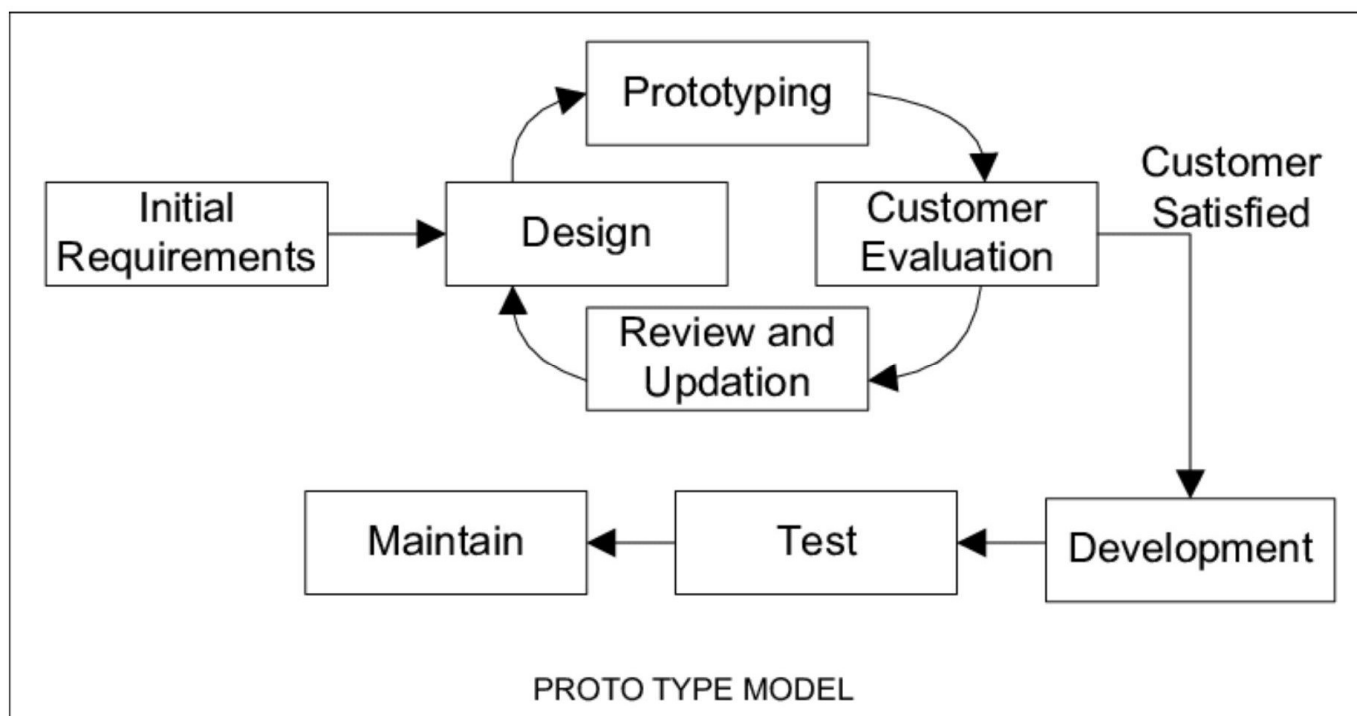 Prototyping
Customer
Satisfied
Initial
Requirements
Design
Customer
Evaluation
Review and
Updation
Maintain
Test
Development
PROTO TYPE MODEL